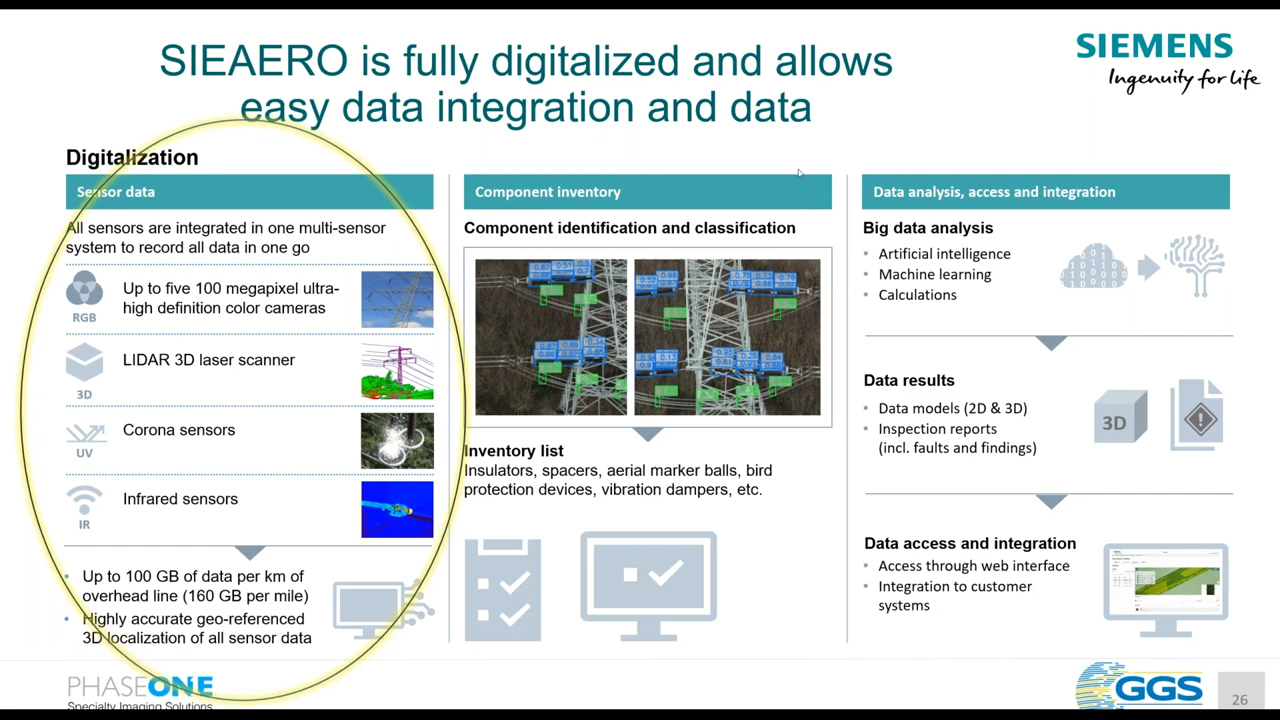 SIEAERO is fully digitalized and allows
easy data integration and data
SIEMENS
Ingenuity for life
Digitalization
Sensor data
All sensors are integrated in one multi-sensor
system to record all data in one go
RGB
Up to five 100 megapixel ultra-
high definition color cameras
3D
LIDAR 3D laser scanner
UV
Corona sensors
IR
Infrared sensors
• Up to 100 GB of data per km of
overhead line (160 GB per mile)
• Highly accurate geo-referenced
3D localization of all sensor data
Component inventory
Component identification and classification
Inventory list
Insulators, spacers, aerial marker balls, bird
protection devices, vibration dampers, etc.
Data analysis, access and integration
Big data analysis
• Artificial intelligence
• Machine learning
• Calculations
Data results
• Data models (2D & 3D)
• Inspection reports
(incl. faults and findings)
3D
Data access and integration
• Access through web interface
• Integration to customer
systems
PHASEONE
Specialty Imaging Solutions
GGS
26